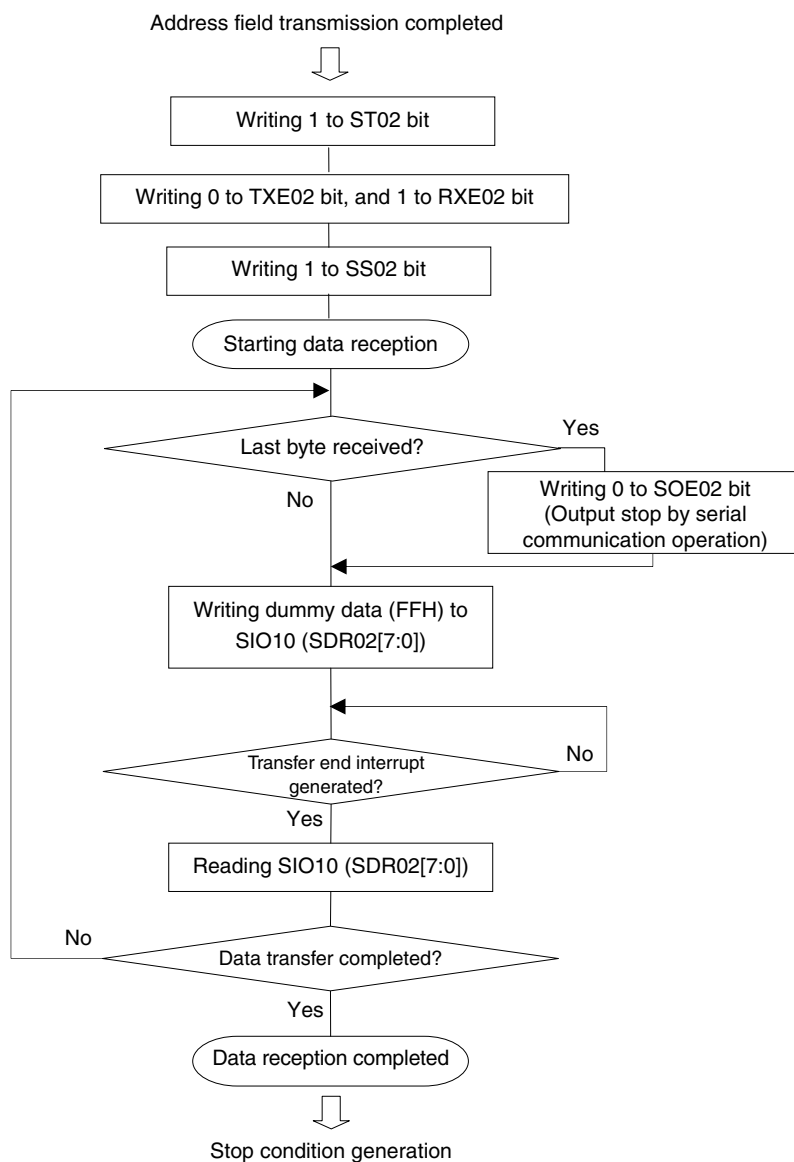 Address field transmission completed
Writing 1 to ST02 bit
Writing 0 to TXE02 bit, and 1 to RXE02 bit
Writing 1 to SS02 bit
Starting data reception
Last byte received?
Yes
No
Writing 0 to SOE02 bit
(Output stop by serial
communication operation)
Writing dummy data (FFH) to
SIO10 (SDR02[7:0])
Transfer end interrupt
generated?
No
Yes
Reading SIO10 (SDR02[7:0])
No
Data transfer completed?
Yes
Data reception completed
Stop condition generation